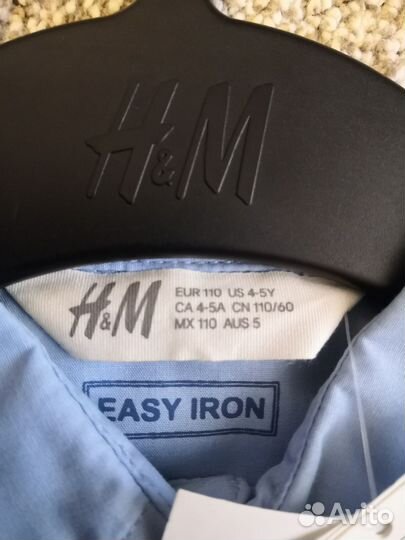 H&M
H&M
EUR 110 US 4-5Y
CA 4-5A CN 110/60
MX 110 AUS 5
EASY IRON
Avito